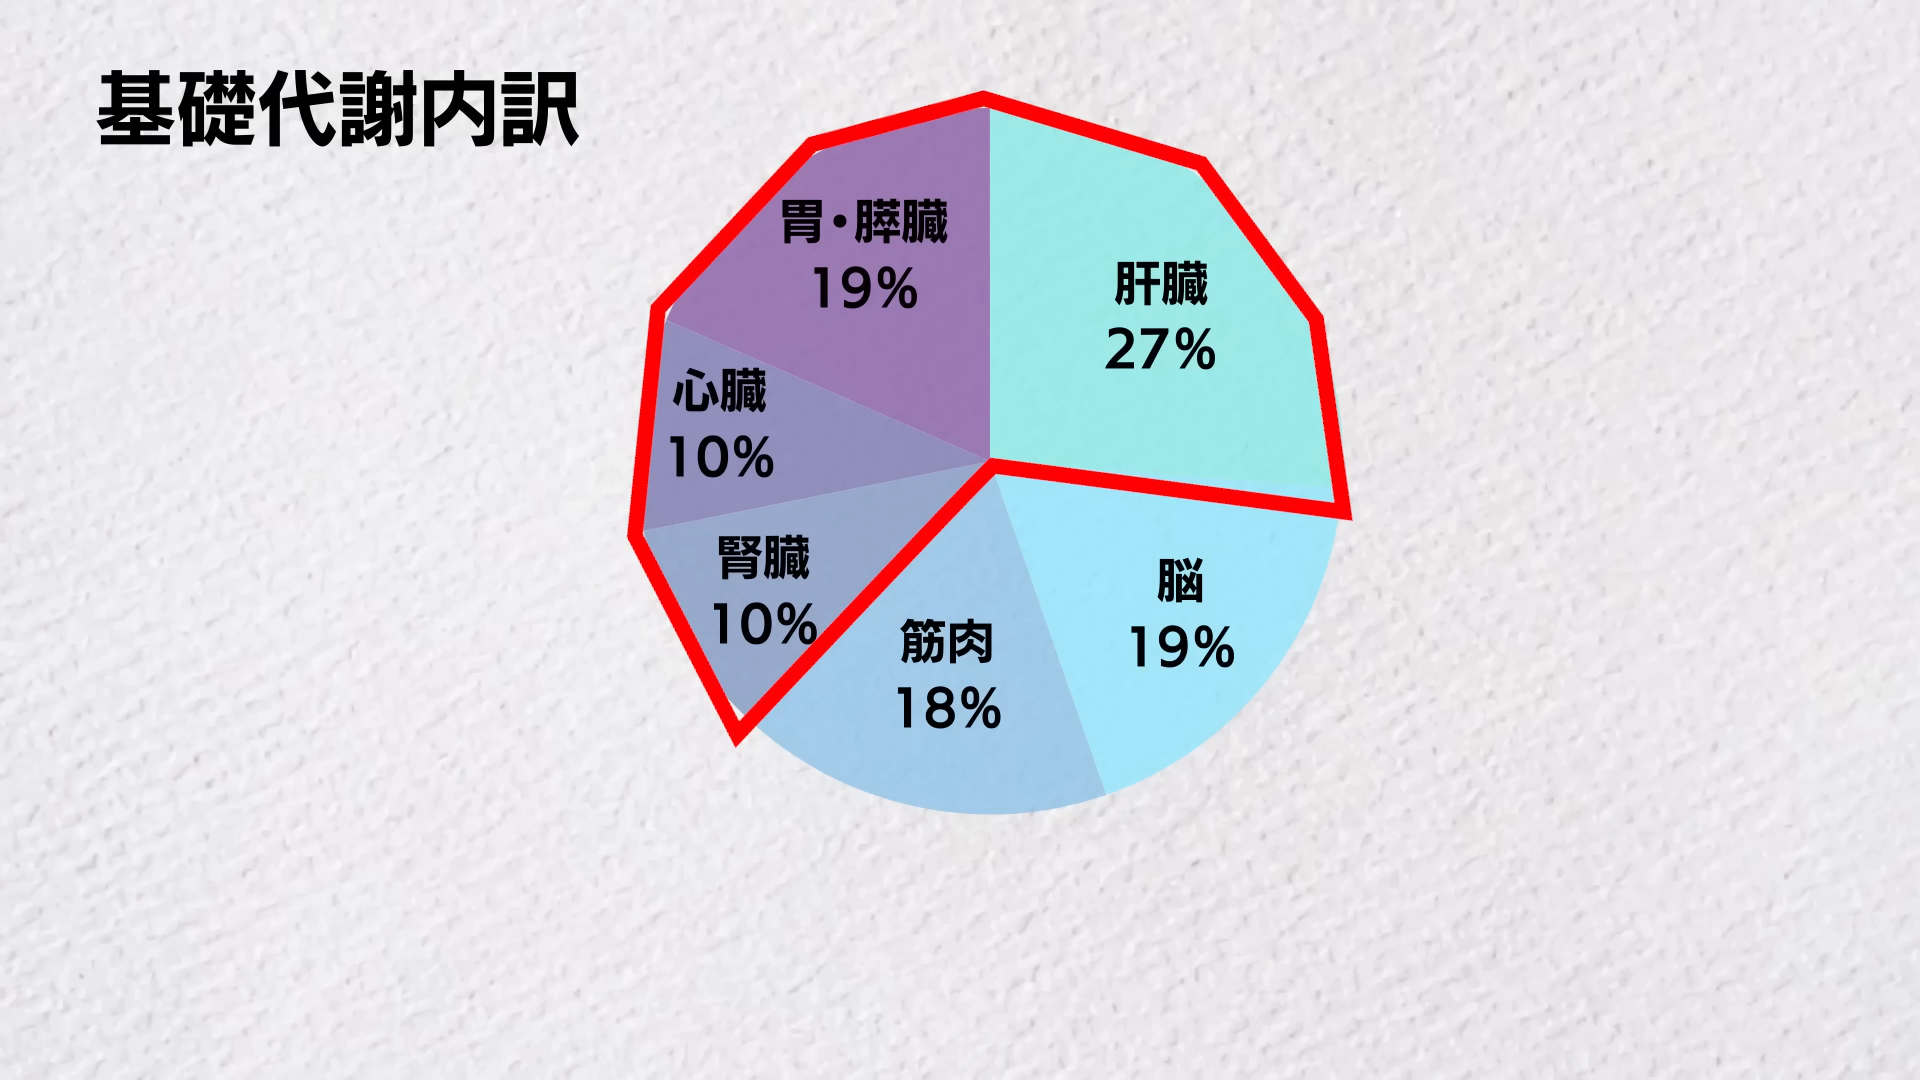 基礎代謝内訳
胃・膵臓
19%
肝臓
27%
心臓
10%
腎臓
10%
筋肉
18%
脳
19%